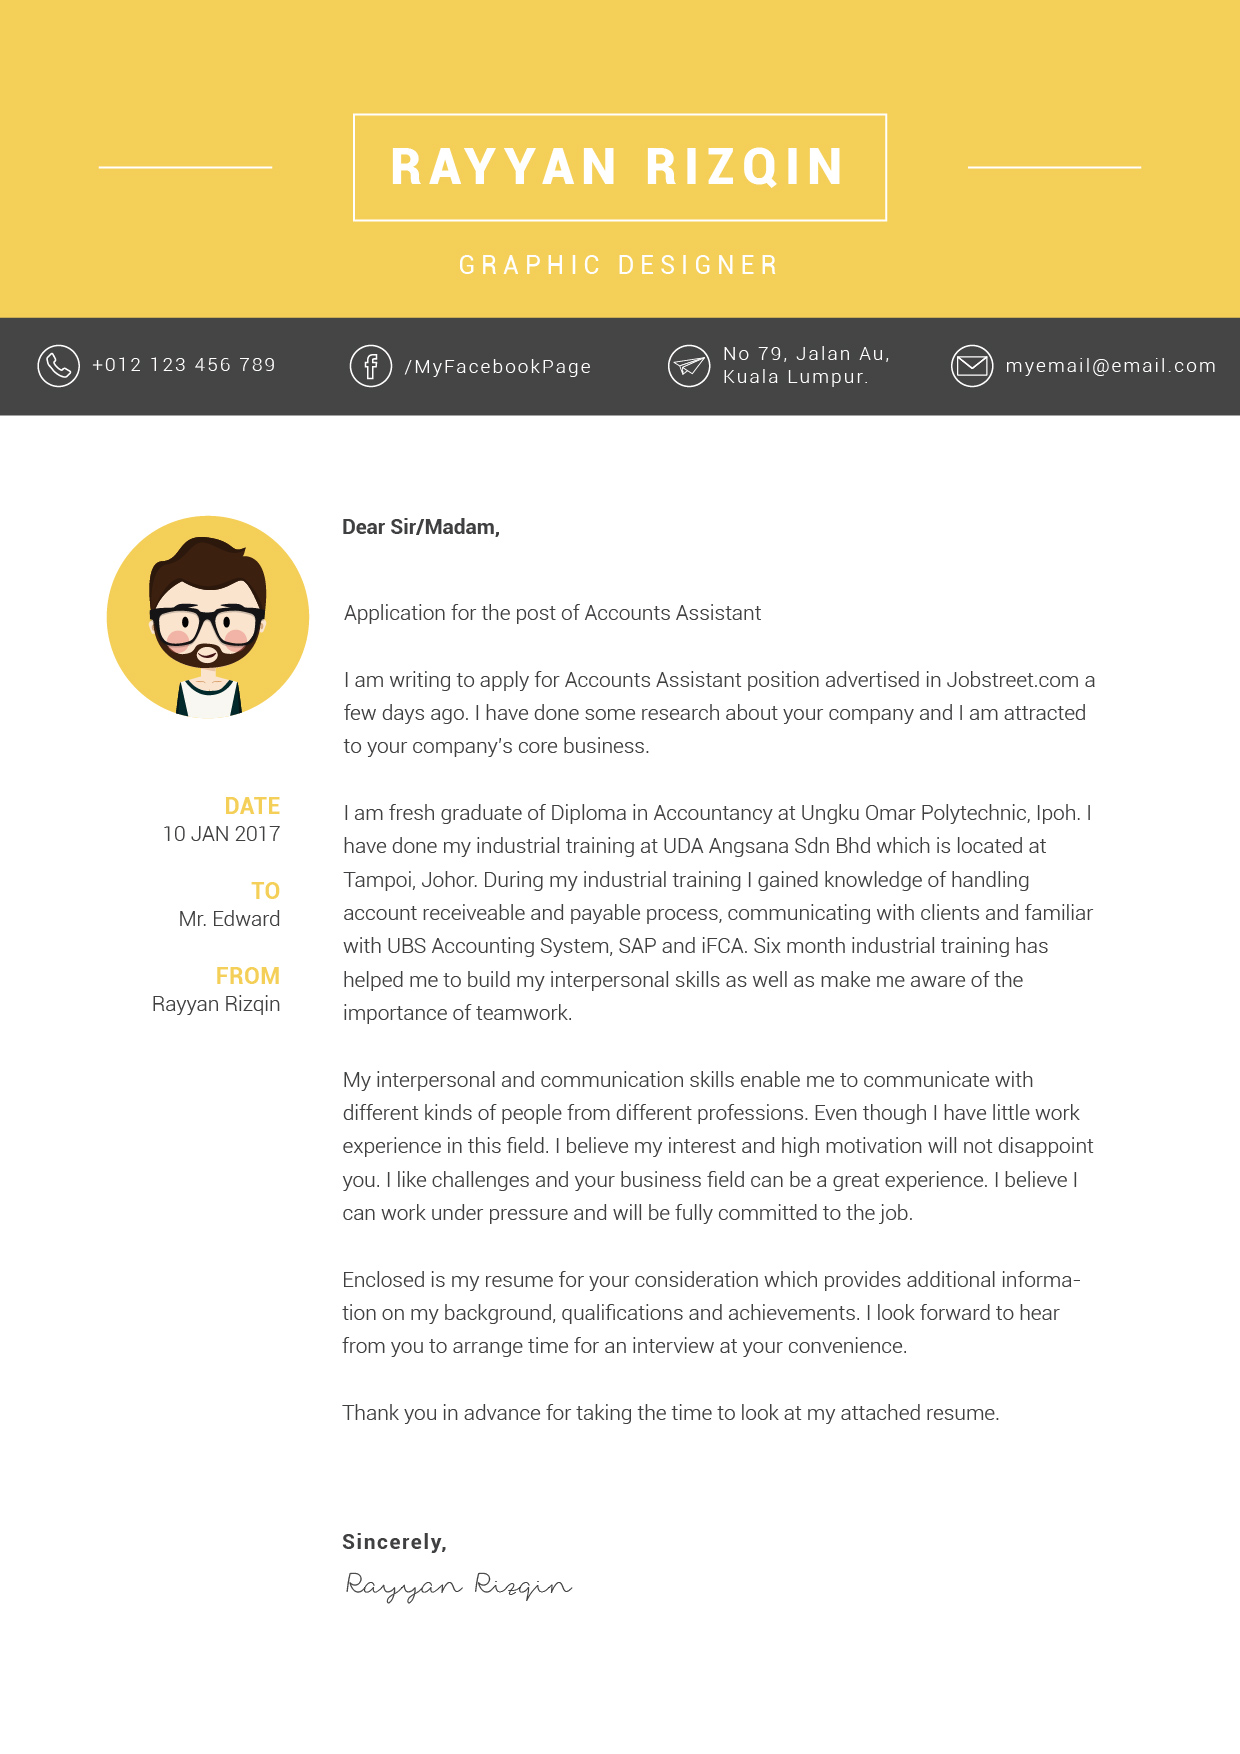 RAYYAN RIZQIN
GRAPHIC DESIGNER
+012 123 456 789
/MyFacebookPage
No 79, Jalan Au,
Kuala Lumpur.
myemail@email.com
DATE
10 JAN 2017
TO
Mr. Edward
FROM
Rayyan Rizqin
Dear Sir/Madam,
Application for the post of Accounts Assistant
I am writing to apply for Accounts Assistant position advertised in Jobstreet.com a
few days ago. I have done some research about your company and I am attracted
to your company's core business.
I am fresh graduate of Diploma in Accountancy at Ungku Omar Polytechnic, Ipoh. I
have done my industrial training at UDA Angsana Sdn Bhd which is located at
Tampoi, Johor. During my industrial training I gained knowledge of handling
account receiveable and payable process, communicating with clients and familiar
with UBS Accounting System, SAP and iFCA. Six month industrial training has
helped me to build my interpersonal skills as well as make me aware of the
importance of teamwork.
My interpersonal and communication skills enable me to communicate with
different kinds of people from different professions. Even though I have little work
experience in this field. I believe my interest and high motivation will not disappoint
you. I like challenges and your business field can be a great experience. I believe I
can work under pressure and will be fully committed to the job.
Enclosed is my resume for your consideration which provides additional informa-
tion on my background, qualifications and achievements. I look forward to hear
from you to arrange time for an interview at your convenience.
Thank you in advance for taking the time to look at my attached resume.
Sincerely,
Rayyan Rizqin